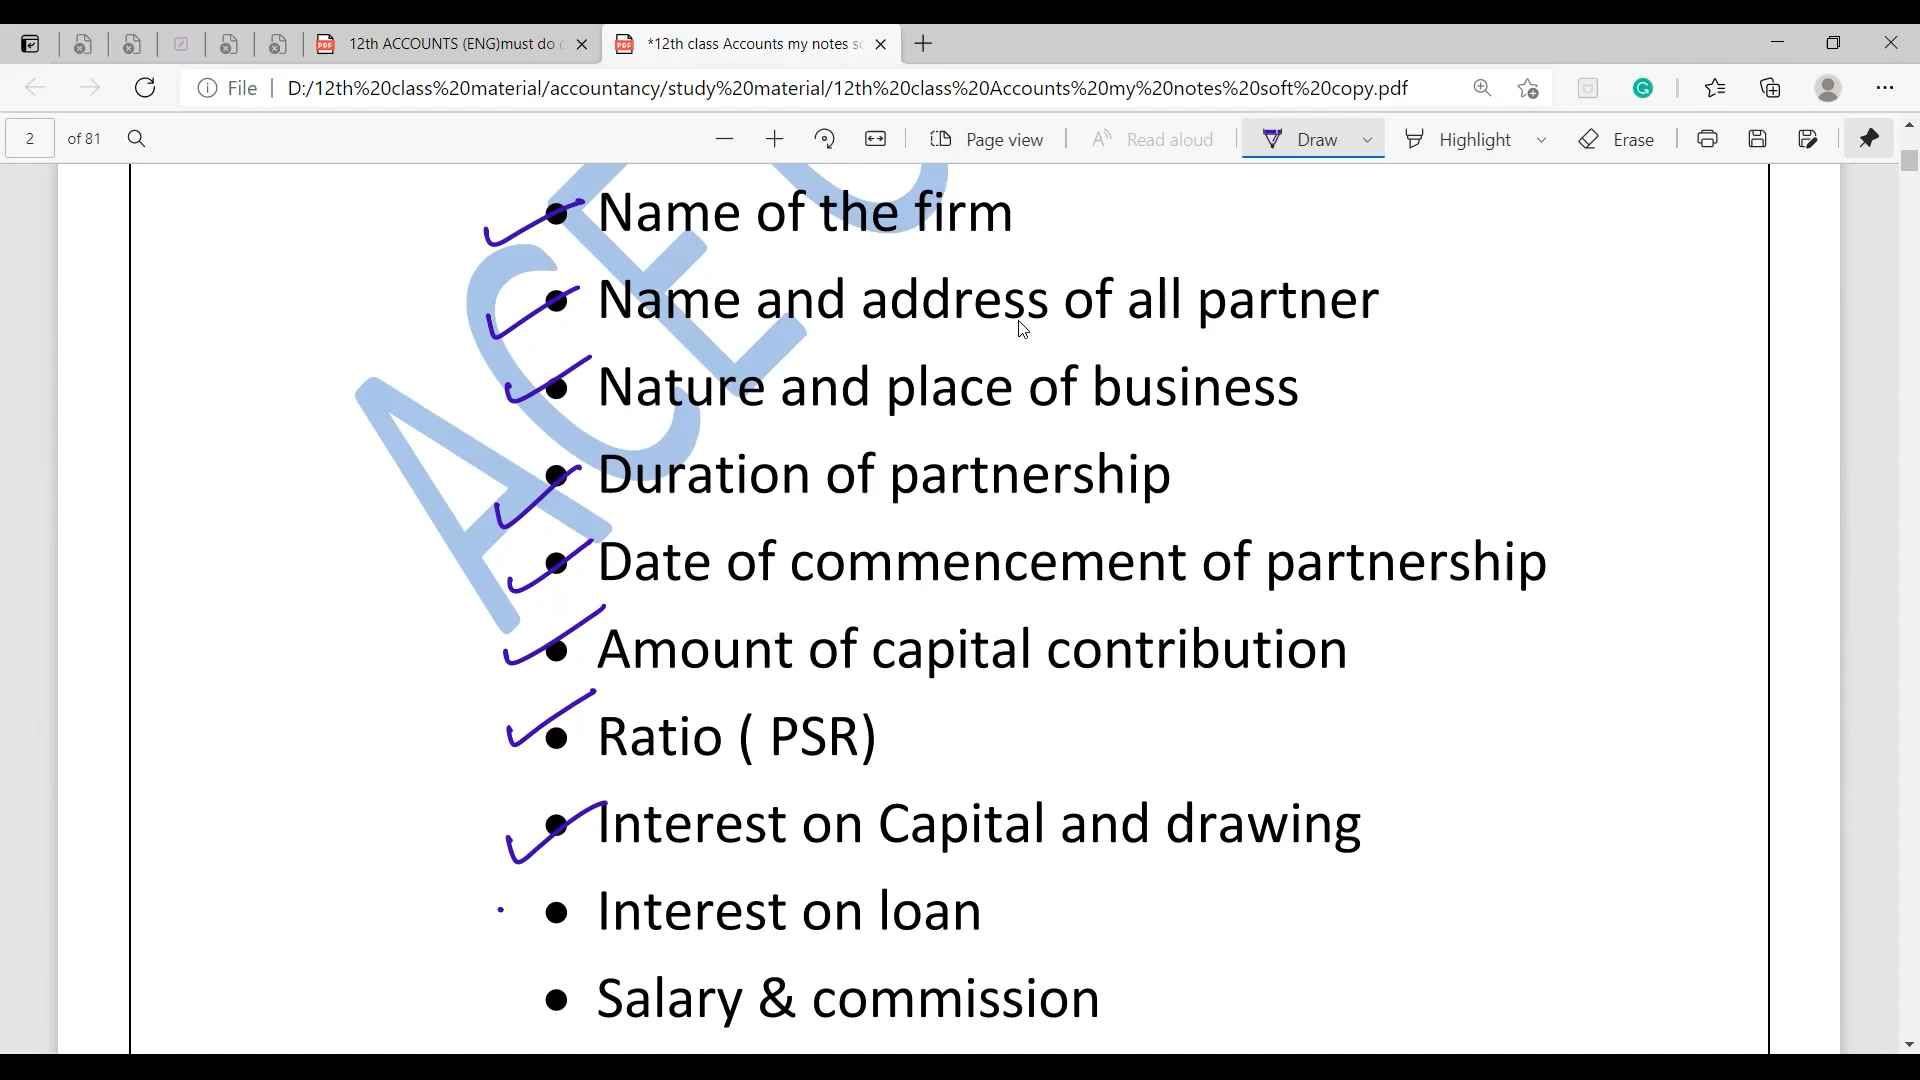 12th ACCOUNTS (ENG)must do
*12th class Accounts my notes so
File
D:/12th%20class%20material/accountancy/study%20material/12th%20class%20Accounts%20my%20notes%20soft%20copy.pdf
2 of 81
Page view
Read aloud
Draw
Highlight
Erase
• Name of the firm
• Name and address of all partner
• Nature and place of business
• Duration of partnership
• Date of commencement of partnership
• Amount of capital contribution
• Ratio ( PSR)
• Interest on Capital and drawing
• Interest on loan
• Salary & commission